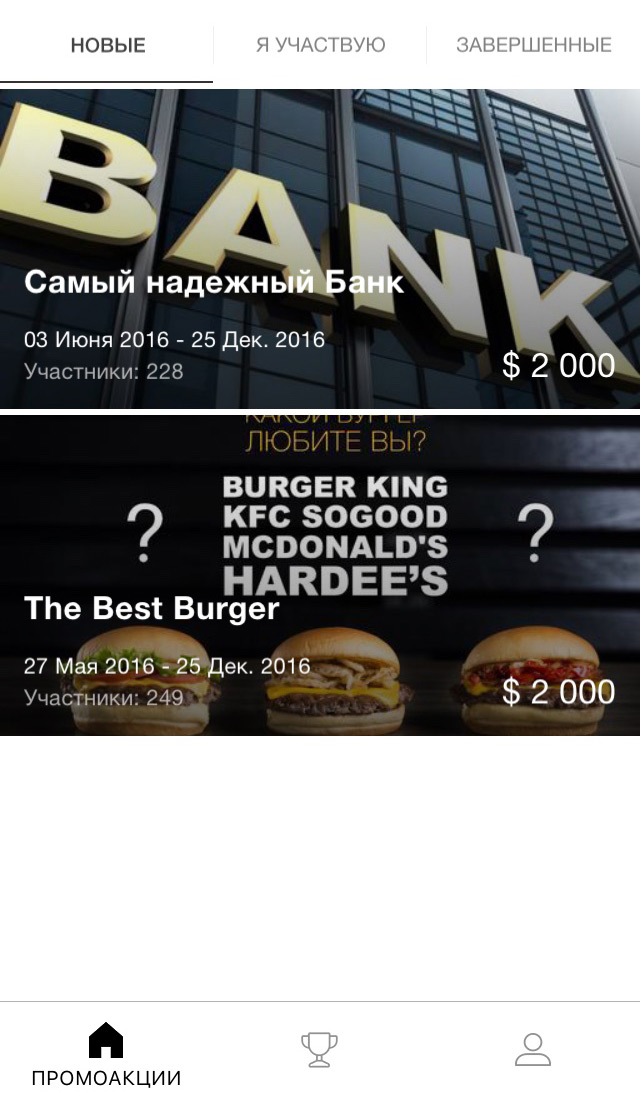 НОВЫЕ
Я УЧАСТВУЮ
ЗАВЕРШЕННЫЕ
BANK
Самый надежный Банк
03 Июня 2016 - 25 Дек. 2016
Участники: 228
$ 2 000
КАКОЙ БУРГЕР
ЛЮБИТЕ ВЫ?
BURGER KING
? KFC SOGOOD ?
MCDONALD'S
HARDEE’S
The Best Burger
27 Мая 2016 - 25 Дек. 2016
Участники: 249
$ 2 000
ПРОМОАКЦИИ